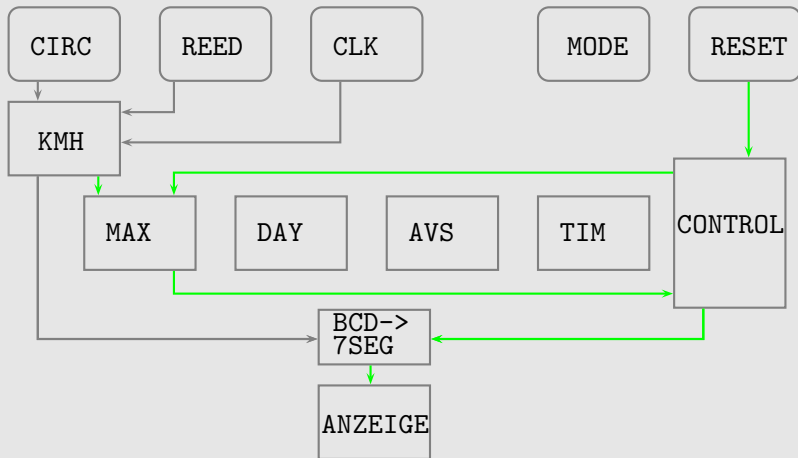 CIRC
REED
CLK
MODE
RESET
KMH
MAX
DAY
AVS
TIM
CONTROL
BCD->
7SEG
ANZEIGE